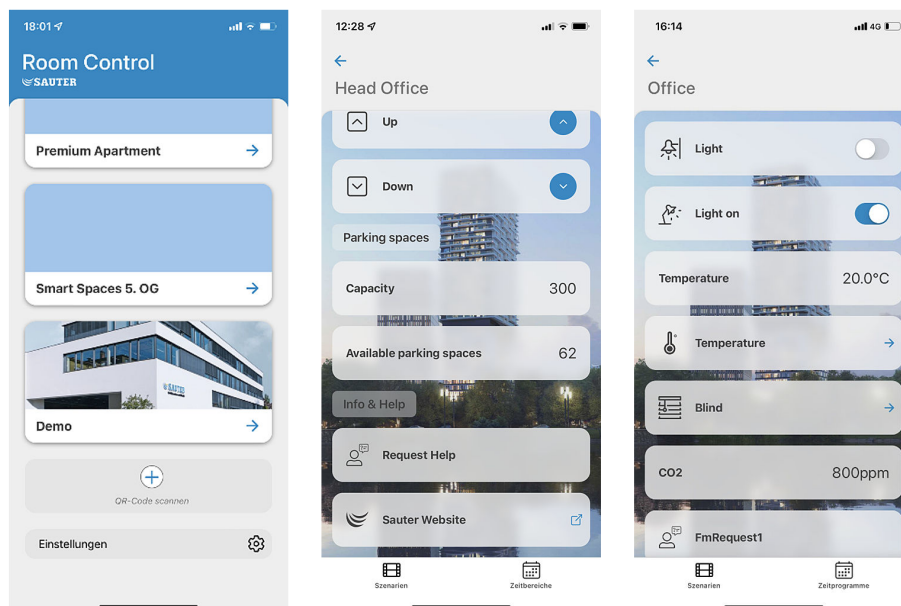 18:01
Room Control
SAUTER
Premium Apartment
Smart Spaces 5. OG
SAUTER
Demo
QR-Code scannen
Einstellungen
12:28
Head Office
Up
Down
Parking spaces
Capacity 300
Available parking spaces 62
Info & Help
Request Help
Sauter Website
Szenarien Zeitbereiche
16:14 4G
Office
Light
Light on
Temperature 20.0°C
Temperature
Blind
CO2 800ppm
FmRequest1
Szenarien Zeitprogramme